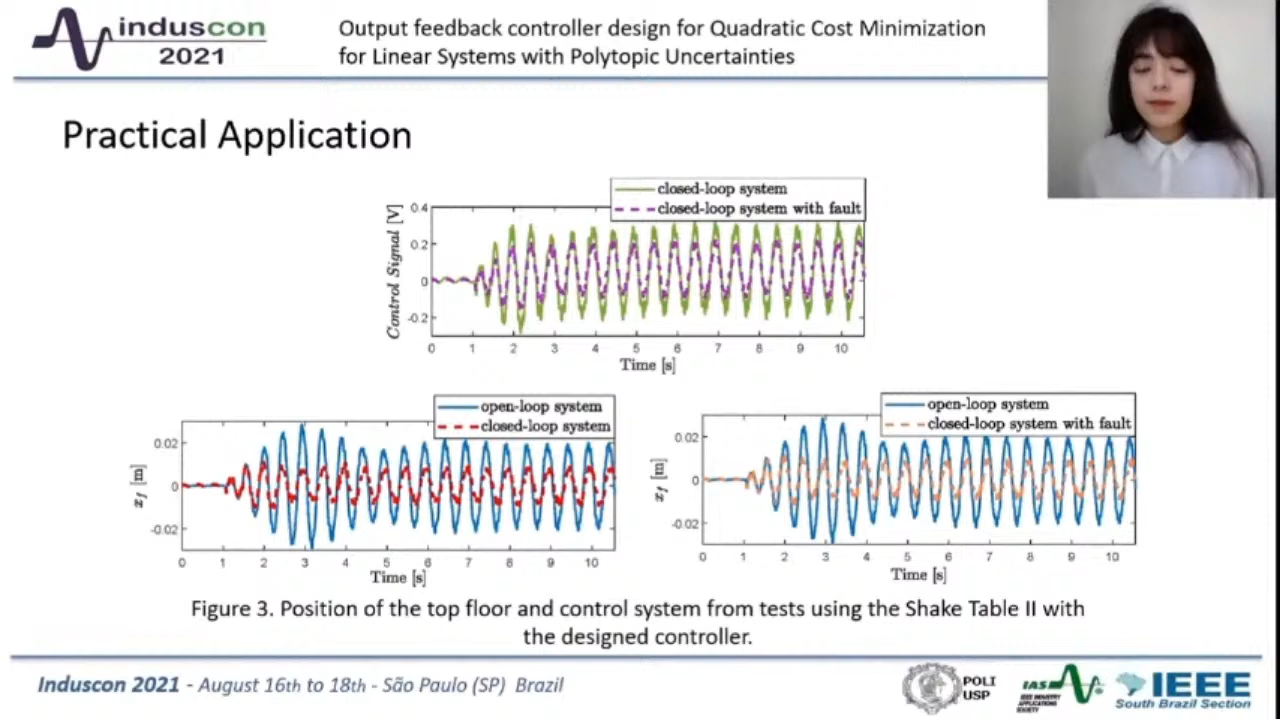 induscon
2021
Output feedback controller design for Quadratic Cost Minimization
for Linear Systems with Polytopic Uncertainties
Practical Application
closed-loop system
closed-loop system with fault
Control Signal [V]
0.4
0.2
0
-0.2
0 1 2 3 4 5 6 7 8 9 10
Time [s]
open-loop system
closed-loop system
x_f [m]
0.02
0
-0.02
0 1 2 3 4 5 6 7 8 9 10
Time [s]
open-loop system
closed-loop system with fault
x_f [m]
0.02
0
-0.02
0 1 2 3 4 5 6 7 8 9 10
Time [s]
Figure 3. Position of the top floor and control system from tests using the Shake Table II with
the designed controller.
Induscon 2021 - August 16th to 18th - São Paulo (SP) Brazil
POLI
USP
IAS
IEEE INDUSTRY
APPLICATIONS
SOCIETY
IEEE
South Brazil Section